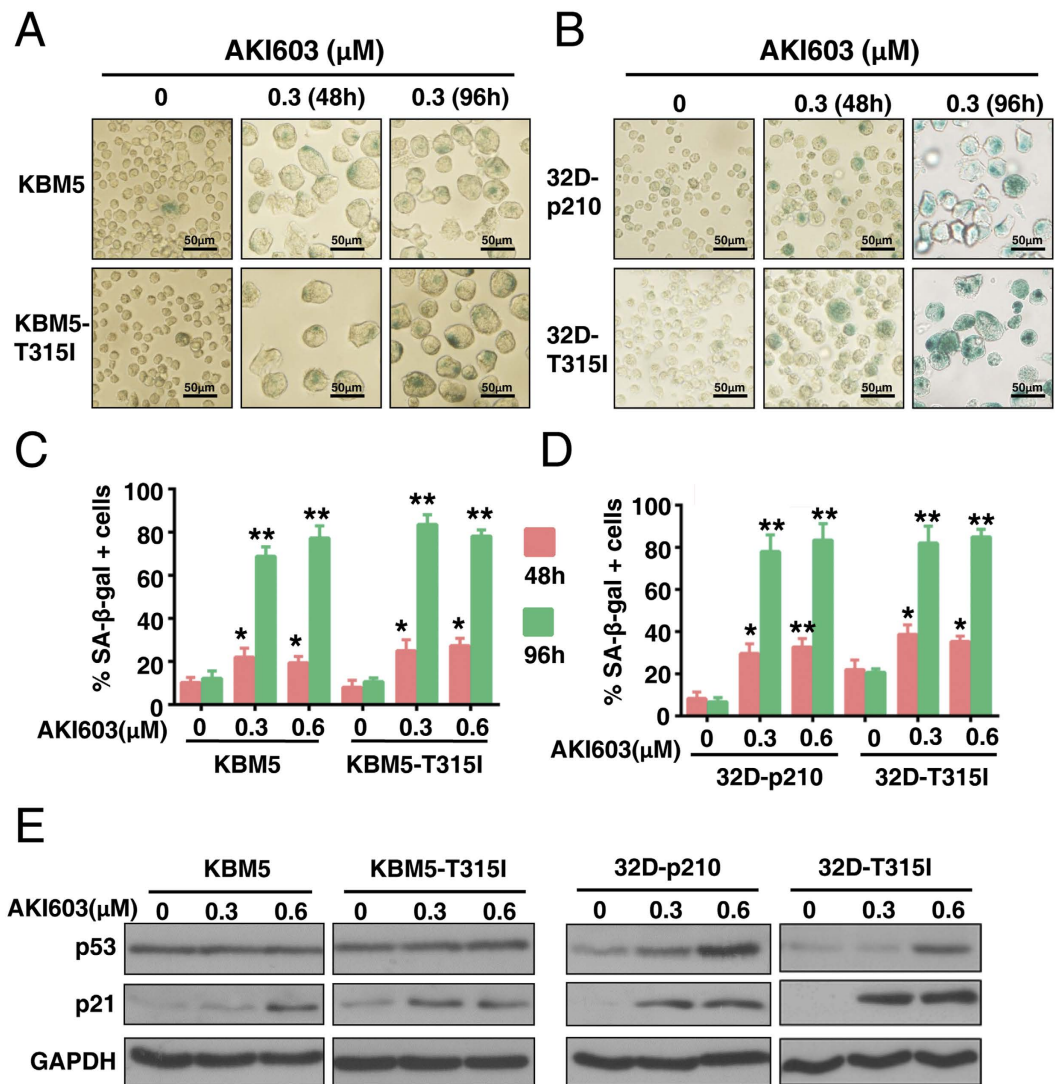 A
AKI603 (μM)
0 0.3 (48h) 0.3 (96h)
KBM5
50μm 50μm 50μm
KBM5-
T315I
50μm 50μm 50μm
B
AKI603 (μM)
0 0.3 (48h) 0.3 (96h)
32D-
p210
50μm 50μm 50μm
32D-
T315I
50μm 50μm 50μm
C
% SA-β-gal + cells
100
80
60
40
20
0
** ** ** **
* * * *
AKI603(μM) 0 0.3 0.6 0 0.3 0.6
KBM5 KBM5-T315I
48h
96h
D
% SA-β-gal + cells
100
80
60
40
20
0
** ** ** **
* ** * *
AKI603(μM) 0 0.3 0.6 0 0.3 0.6
32D-p210 32D-T315I
E
KBM5 KBM5-T315I 32D-p210 32D-T315I
AKI603(μM) 0 0.3 0.6 0 0.3 0.6 0 0.3 0.6 0 0.3 0.6
p53
p21
GAPDH